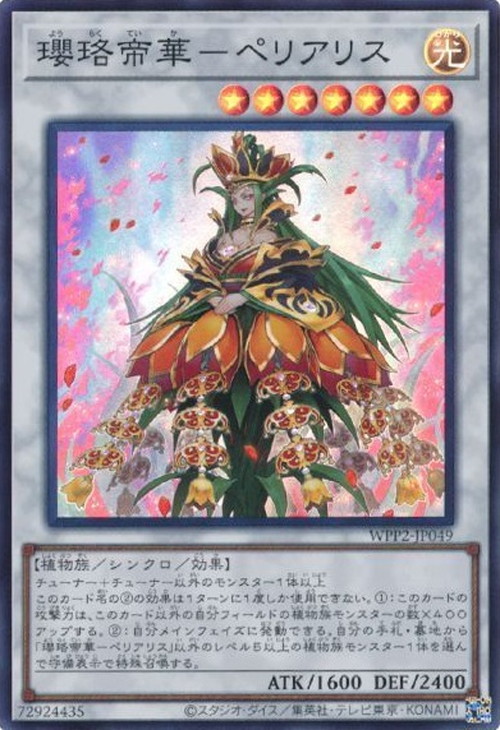 瓔珞帝華－ペリアリス
光
WPP2-JP049
【植物族／シンクロ／効果】
チューナー＋チューナー以外のモンスター1体以上
このカード名の②の効果は1ターンに1度しか使用できない。①：このカードの
攻撃力は、このカード以外の自分フィールドの植物族モンスターの数×400
アップする。②：自分メインフェイズに発動できる。自分の手札・墓地から
「瓔珞帝華－ペリアリス」以外のレベル5以上の植物族モンスター1体を選ん
で守備表示で特殊召喚する。
ATK/1600 DEF/2400
72924435
©スタジオ・ダイス／集英社・テレビ東京・KONAMI